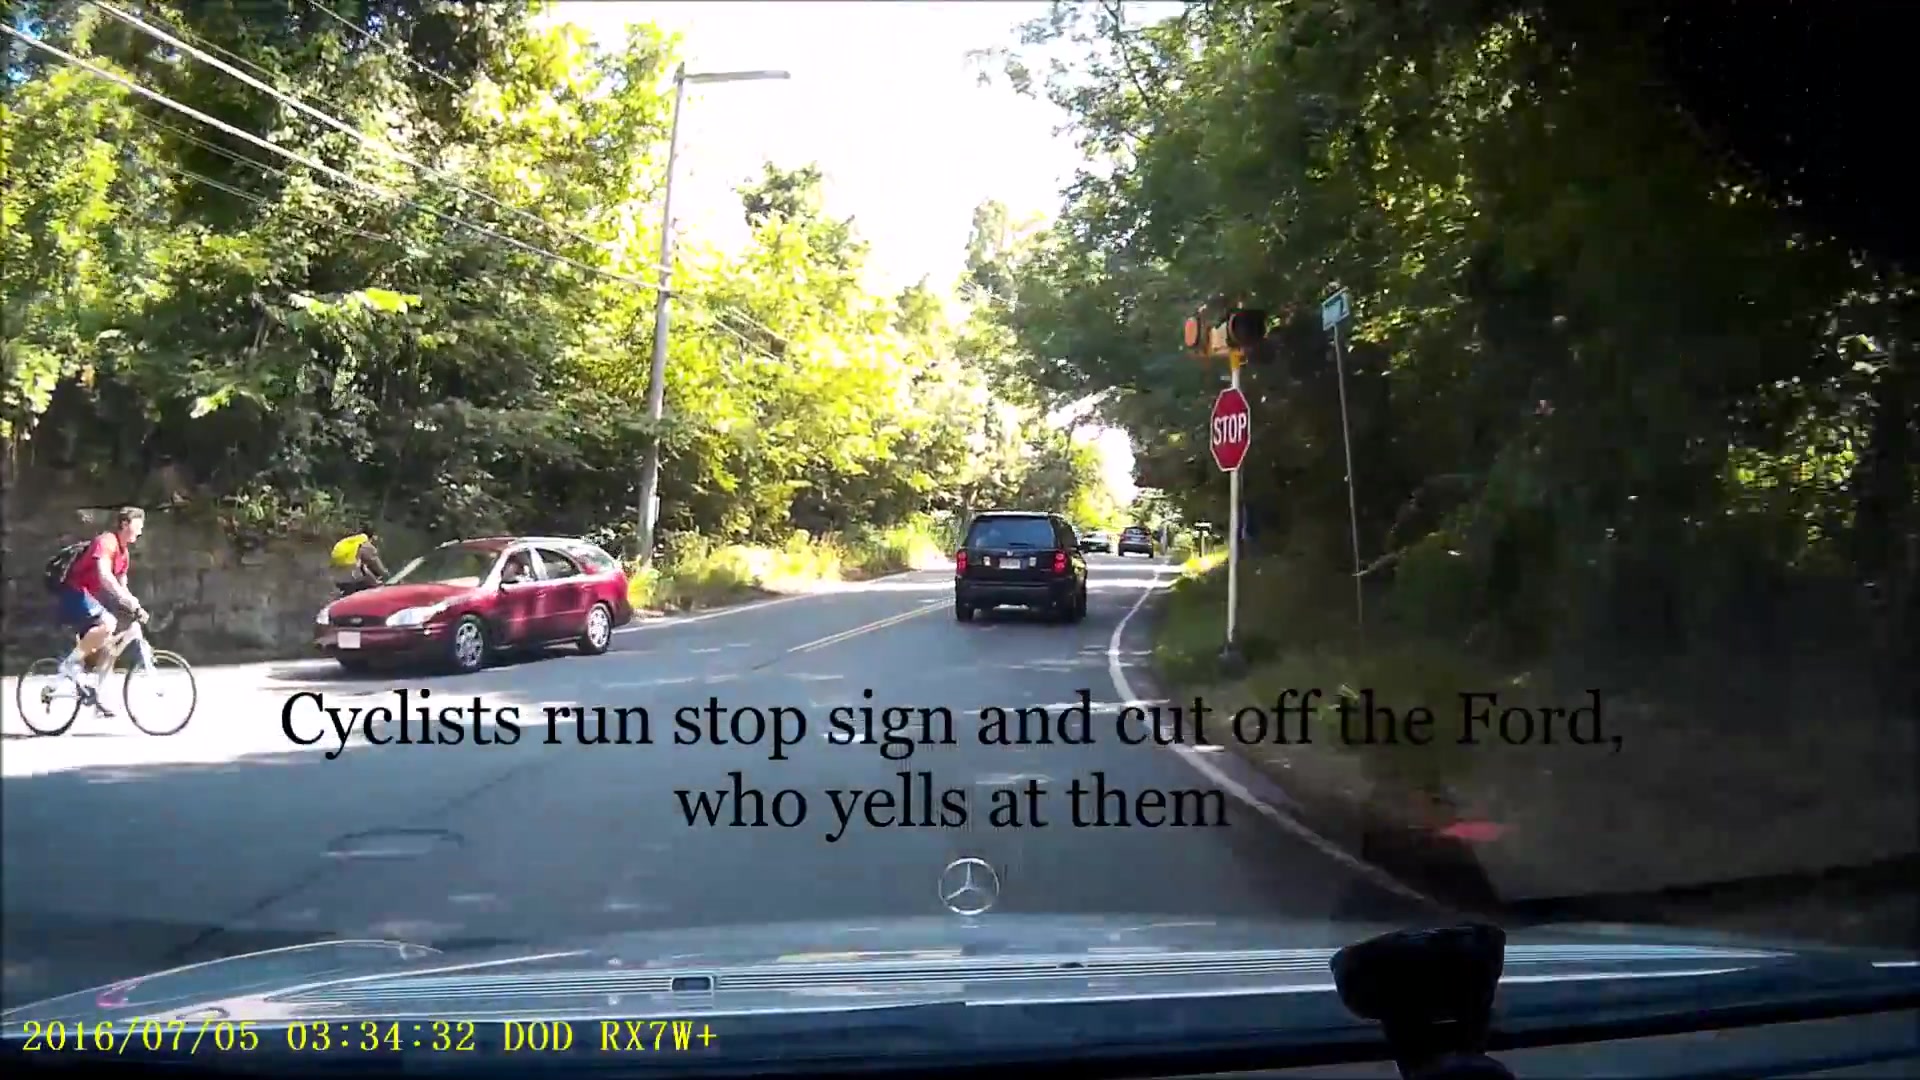 STOP
Cyclists run stop sign and cut off the Ford,
who yells at them
2016/07/05 03:34:32 DOD RX7W+